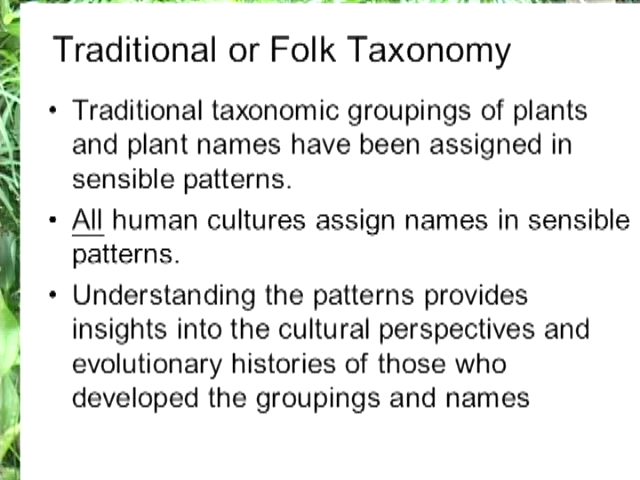 Traditional or Folk Taxonomy
• Traditional taxonomic groupings of plants
and plant names have been assigned in
sensible patterns.
• All human cultures assign names in sensible
patterns.
• Understanding the patterns provides
insights into the cultural perspectives and
evolutionary histories of those who
developed the groupings and names